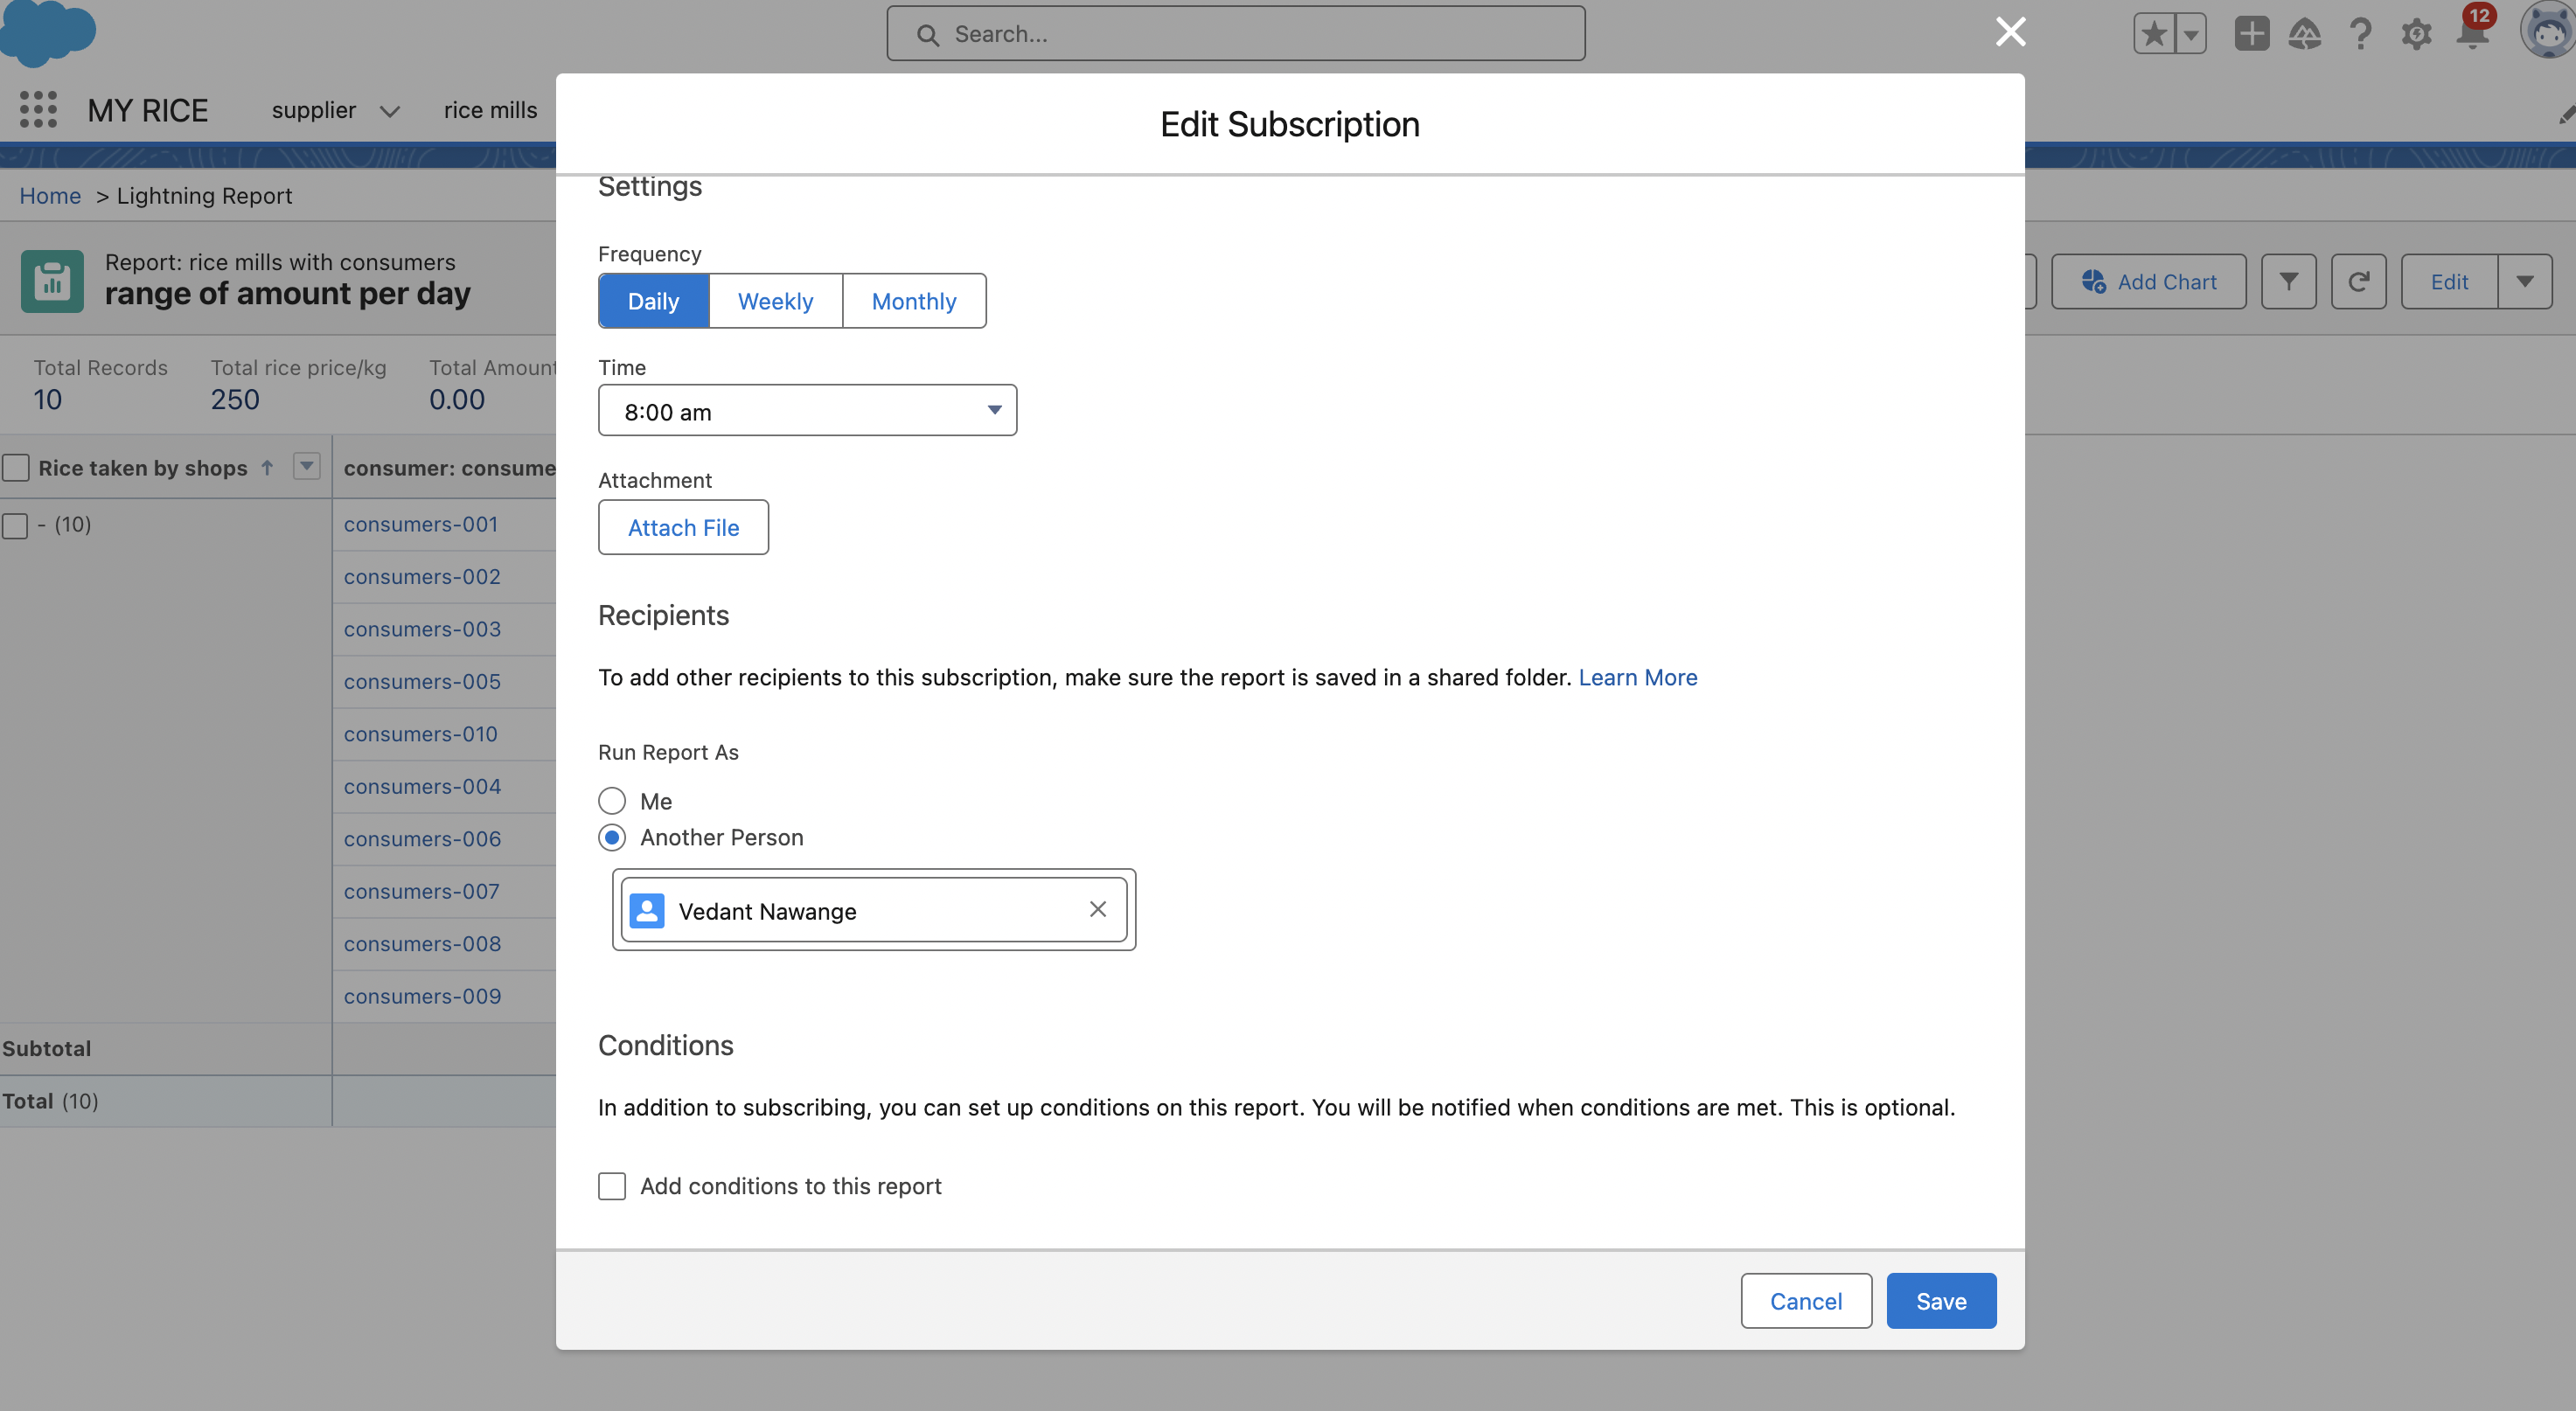 Search...
12
MY RICE
supplier
rice mills
Edit Subscription
Home > Lightning Report
Report: rice mills with consumers
range of amount per day
Add Chart
Edit
Total Records
10
Total rice price/kg
250
Total Amount
0.00
Rice taken by shops
consumer: consume
- (10)
consumers-001
consumers-002
consumers-003
consumers-005
consumers-010
consumers-004
consumers-006
consumers-007
consumers-008
consumers-009
Subtotal
Total (10)
Settings
Frequency
Daily
Weekly
Monthly
Time
8:00 am
Attachment
Attach File
Recipients
To add other recipients to this subscription, make sure the report is saved in a shared folder. Learn More
Run Report As
Me
Another Person
Vedant Nawange
Conditions
In addition to subscribing, you can set up conditions on this report. You will be notified when conditions are met. This is optional.
Add conditions to this report
Cancel
Save